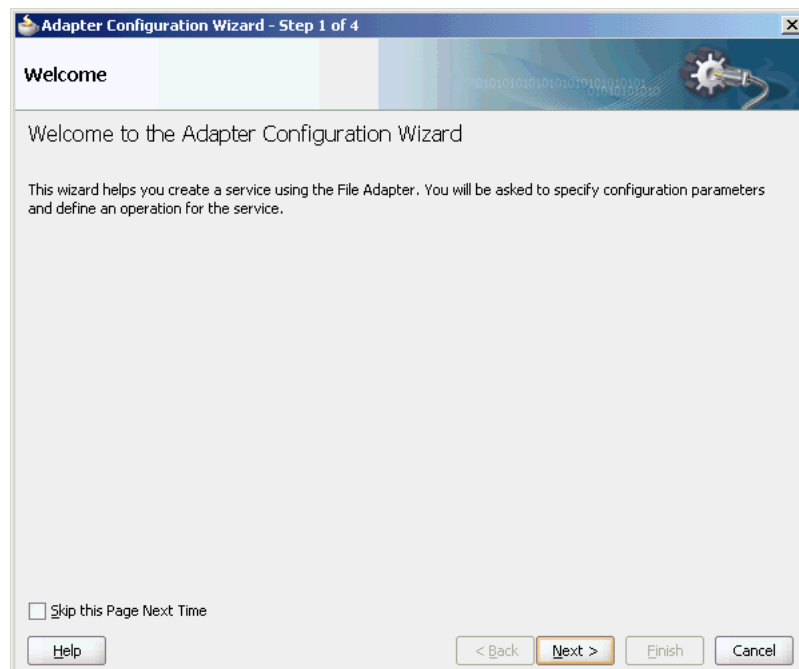 Adapter Configuration Wizard - Step 1 of 4
Welcome
Welcome to the Adapter Configuration Wizard
This wizard helps you create a service using the File Adapter. You will be asked to specify configuration parameters
and define an operation for the service.
Skip this Page Next Time
Help
< Back
Next >
Finish
Cancel